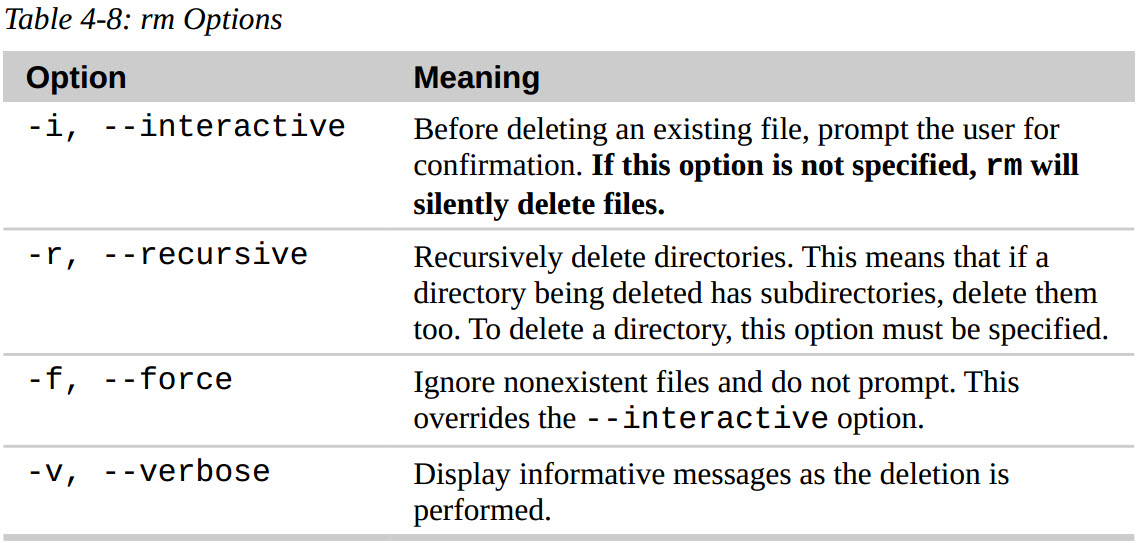 Table 4-8: rm Options
Option Meaning
-i, --interactive Before deleting an existing file, prompt the user for
confirmation. If this option is not specified, rm will
silently delete files.
-r, --recursive Recursively delete directories. This means that if a
directory being deleted has subdirectories, delete them
too. To delete a directory, this option must be specified.
-f, --force Ignore nonexistent files and do not prompt. This
overrides the --interactive option.
-v, --verbose Display informative messages as the deletion is
performed.